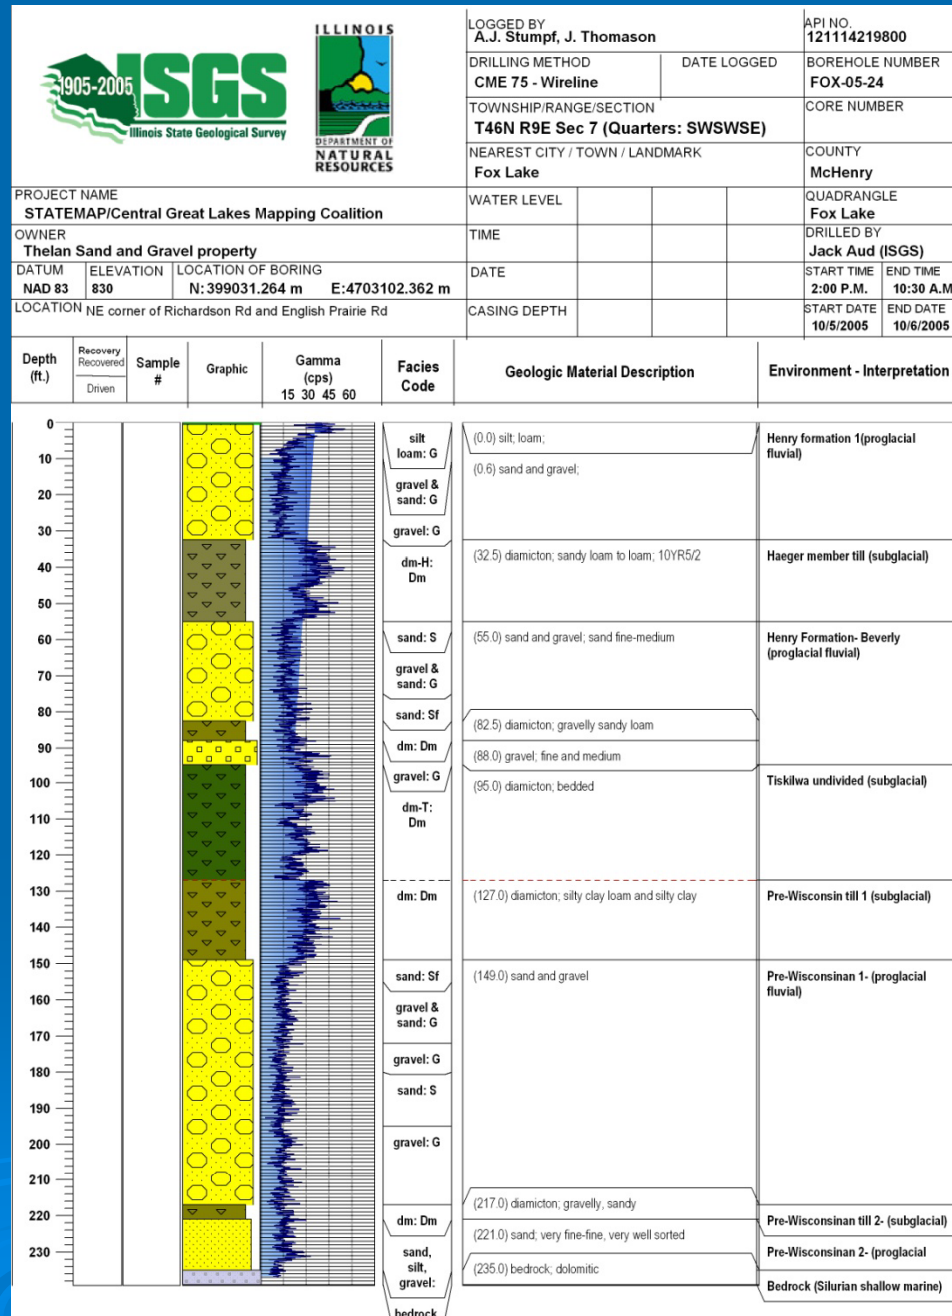 1905-2005
ISGS
Illinois State Geological Survey
ILLINOIS
DEPARTMENT OF
NATURAL
RESOURCES
LOGGED BY
A.J. Stumpf, J. Thomason
API NO.
121114219800
DRILLING METHOD
CME 75 - Wireline
DATE LOGGED
BOREHOLE NUMBER
FOX-05-24
TOWNSHIP/RANGE/SECTION
T46N R9E Sec 7 (Quarters: SWSWSE)
CORE NUMBER
NEAREST CITY / TOWN / LANDMARK
Fox Lake
COUNTY
McHenry
PROJECT NAME
STATEMAP/Central Great Lakes Mapping Coalition
WATER LEVEL
QUADRANGLE
Fox Lake
OWNER
Thelan Sand and Gravel property
TIME
DRILLED BY
Jack Aud (ISGS)
DATUM
NAD 83
ELEVATION
830
LOCATION OF BORING
N:399031.264 m E:4703102.362 m
DATE
START TIME
2:00 P.M.
END TIME
10:30 A.M
LOCATION NE corner of Richardson Rd and English Prairie Rd
CASING DEPTH
START DATE
10/5/2005
END DATE
10/6/2005
Depth
(ft.)
Recovery
Recovered
Driven
Sample
#
Graphic
Gamma
(cps)
15 30 45 60
Facies
Code
Geologic Material Description
Environment - Interpretation
0
10
20
30
40
50
60
70
80
90
100
110
120
130
140
150
160
170
180
190
200
210
220
230
silt
loam: G
gravel &
sand: G
gravel: G
dm-H:
Dm
sand: S
gravel &
sand: G
sand: Sf
dm: Dm
gravel: G
dm-T:
Dm
dm: Dm
sand: Sf
gravel &
sand: G
gravel: G
sand: S
gravel: G
dm: Dm
sand,
silt,
gravel:
bedrock
(0.0) silt; loam;
(0.6) sand and gravel;
(32.5) diamicton; sandy loam to loam; 10YR5/2
(55.0) sand and gravel; sand fine-medium
(82.5) diamicton; gravelly sandy loam
(88.0) gravel; fine and medium
(95.0) diamicton; bedded
(127.0) diamicton; silty clay loam and silty clay
(149.0) sand and gravel
(217.0) diamicton; gravelly, sandy
(221.0) sand; very fine-fine, very well sorted
(235.0) bedrock; dolomitic
Henry formation 1(proglacial
fluvial)
Haeger member till (subglacial)
Henry Formation- Beverly
(proglacial fluvial)
Tiskilwa undivided (subglacial)
Pre-Wisconsin till 1 (subglacial)
Pre-Wisconsinan 1- (proglacial
fluvial)
Pre-Wisconsinan till 2- (subglacial)
Pre-Wisconsinan 2- (proglacial
Bedrock (Silurian shallow marine)